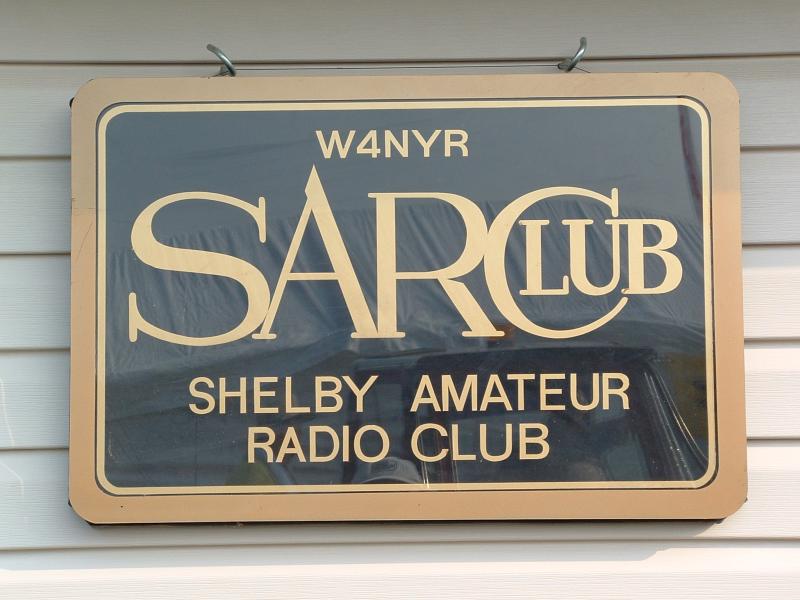 W4NYR
SARCLUB
SHELBY AMATEUR
RADIO CLUB